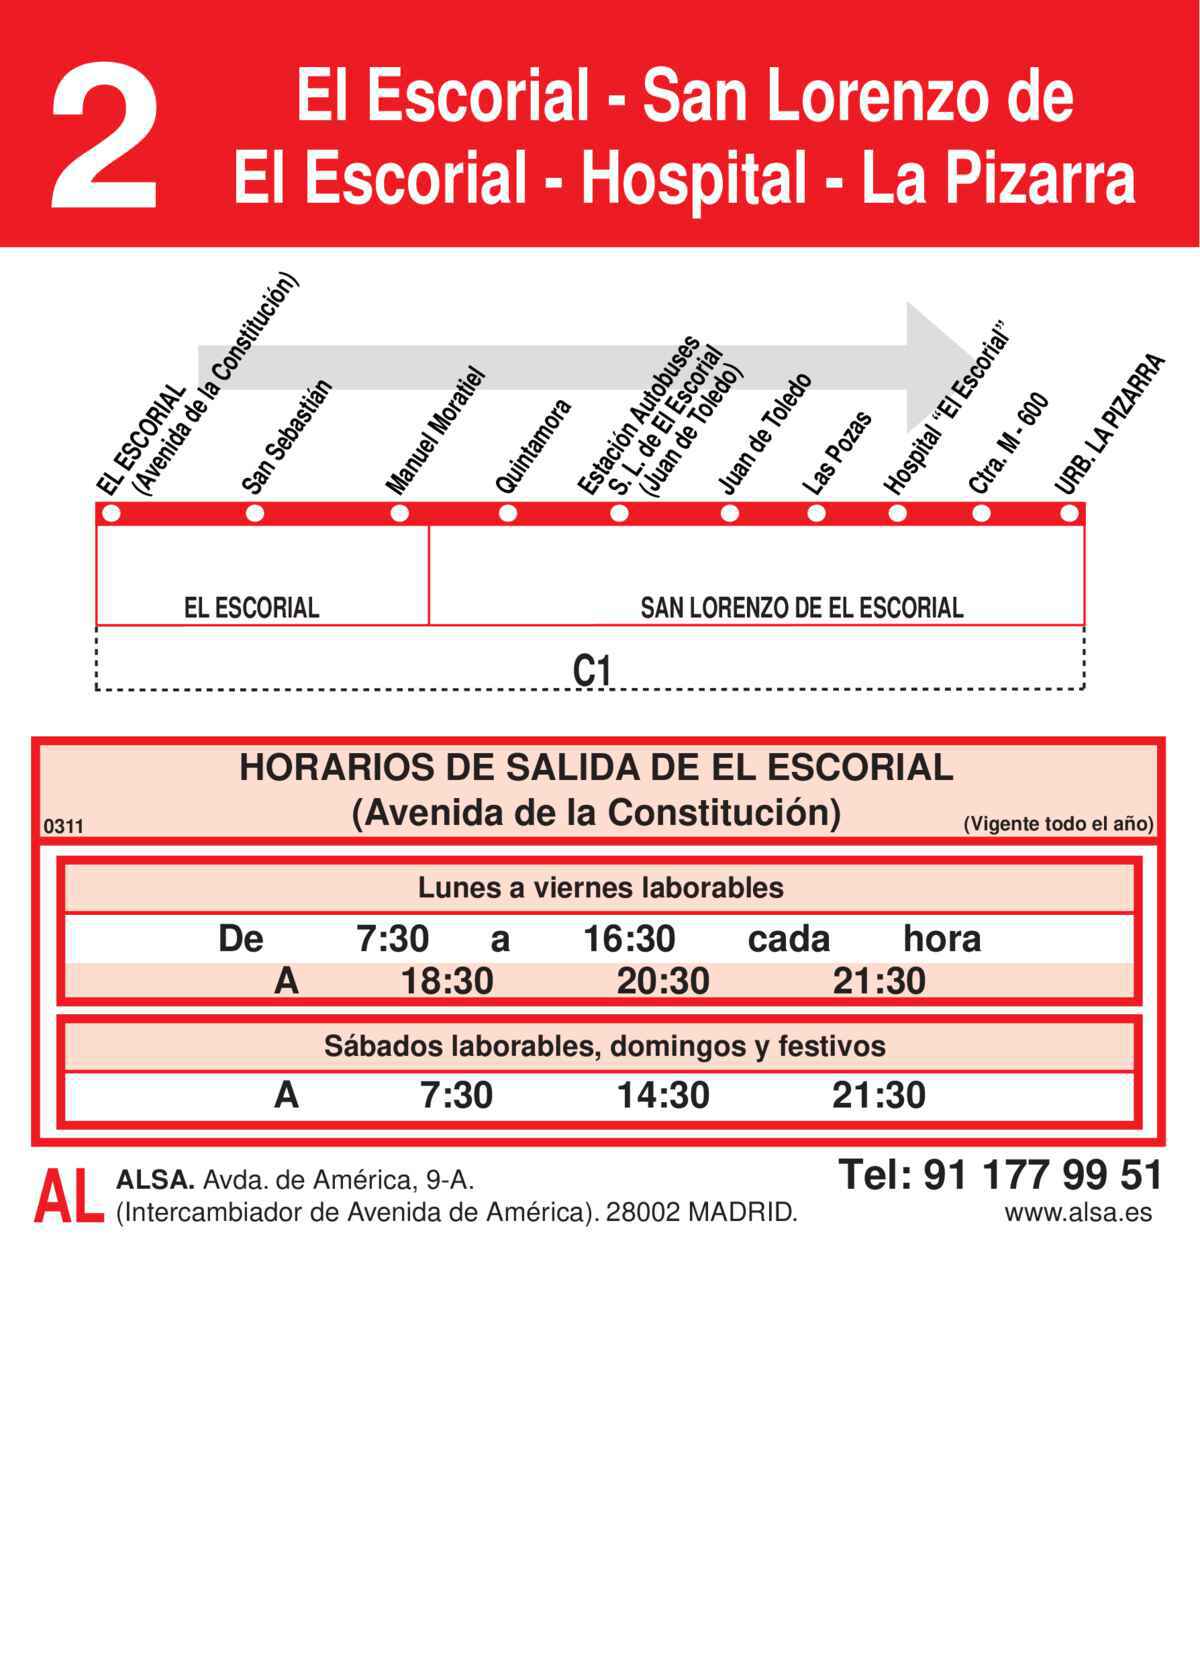 2
El Escorial - San Lorenzo de
El Escorial - Hospital - La Pizarra
EL ESCORIAL
(Avenida de la Constitución)
San Sebastián
Manuel Moratiel
Quintamora
Estación Autobuses
S. L. de El Escorial
(Juan de Toledo)
Juan de Toledo
Las Pozas
Hospital “El Escorial”
Ctra. M - 600
URB. LA PIZARRA
EL ESCORIAL
SAN LORENZO DE EL ESCORIAL
C1
HORARIOS DE SALIDA DE EL ESCORIAL
(Avenida de la Constitución)
0311
(Vigente todo el año)
Lunes a viernes laborables
De 7:30 a 16:30 cada hora
A 18:30 20:30 21:30
Sábados laborables, domingos y festivos
A 7:30 14:30 21:30
AL
ALSA. Avda. de América, 9-A.
(Intercambiador de Avenida de América). 28002 MADRID.
Tel: 91 177 99 51
www.alsa.es